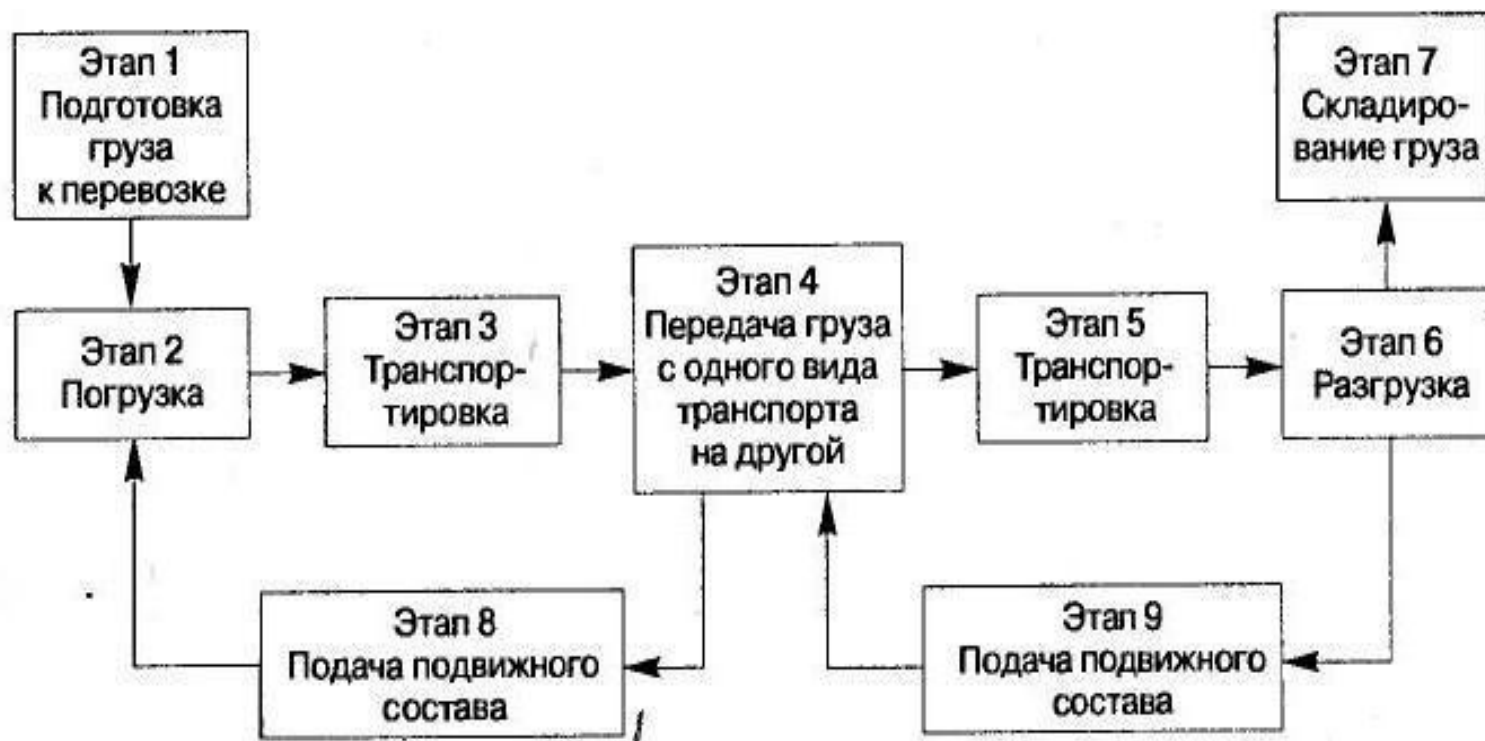 Этап 1
Подготовка
груза
к перевозке
Этап 2
Погрузка
Этап 3
Транспор-
тировка
Этап 4
Передача груза
с одного вида
транспорта
на другой
Этап 5
Транспор-
тировка
Этап 6
Разгрузка
Этап 7
Складиро-
вание груза
Этап 8
Подача подвижного
состава
Этап 9
Подача подвижного
состава